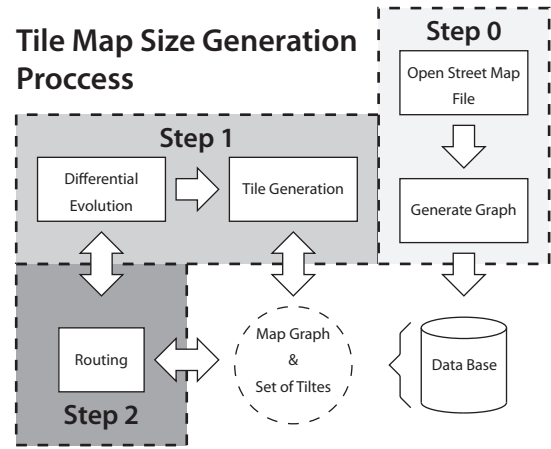 Tile Map Size Generation
Proccess
Step 0
Open Street Map
File
Generate Graph
Step 1
Differential
Evolution
Tile Generation
Routing
Step 2
Map Graph
&
Set of Tiltes
Data Base